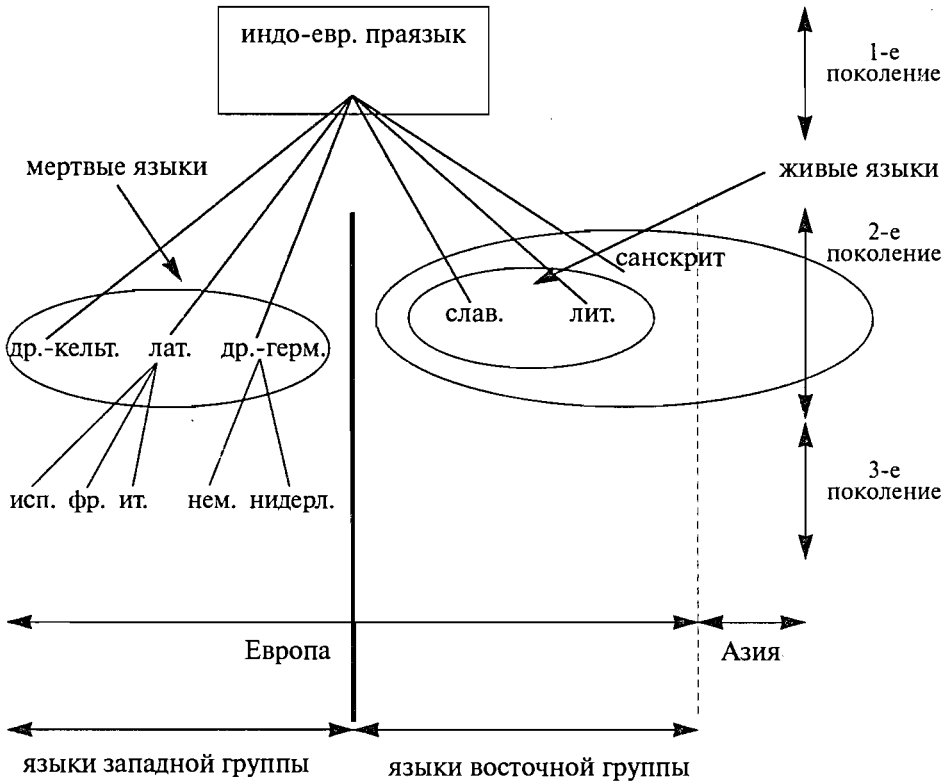 индо-евр. праязык
1-е
поколение
мертвые языки
живые языки
2-е
поколение
санскрит
слав. лит.
др.-кельт. лат. др.-герм.
3-е
поколение
исп. фр. ит. нем. нидерл.
Европа
Азия
языки западной группы
языки восточной группы